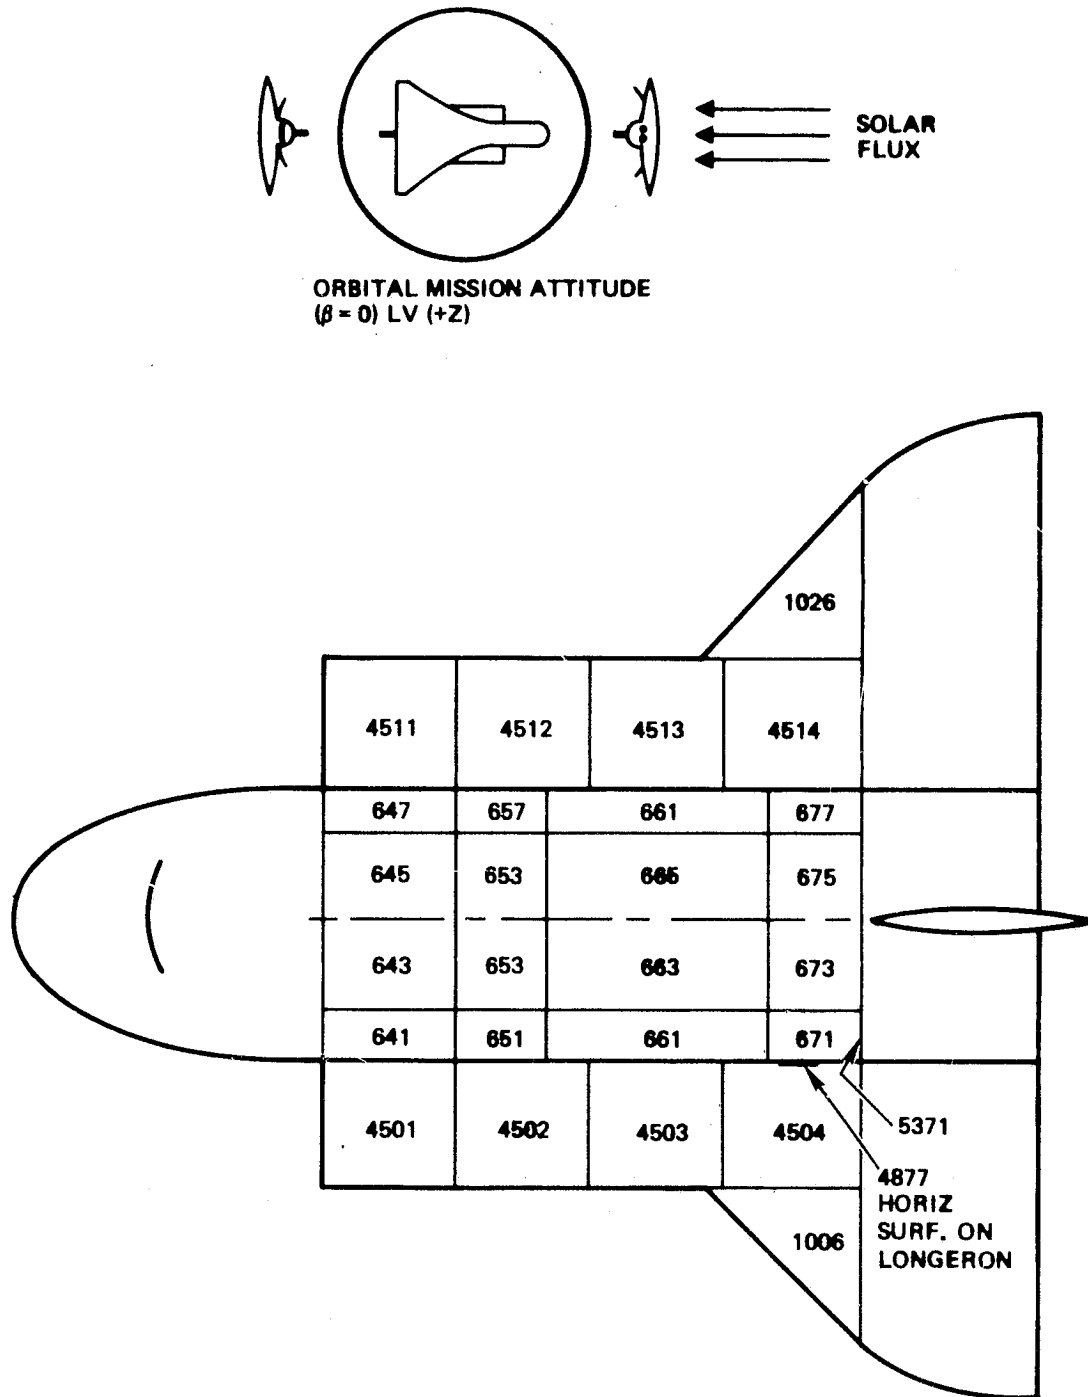 SOLAR
FLUX
ORBITAL MISSION ATTITUDE
(β = 0) LV (+Z)
1026
4511 4512 4513 4514
647 657 661 677
645 653 665 675
643 653 663 673
641 651 661 671
4501 4502 4503 4504
5371
4877
HORIZ
SURF. ON
LONGERON
1006